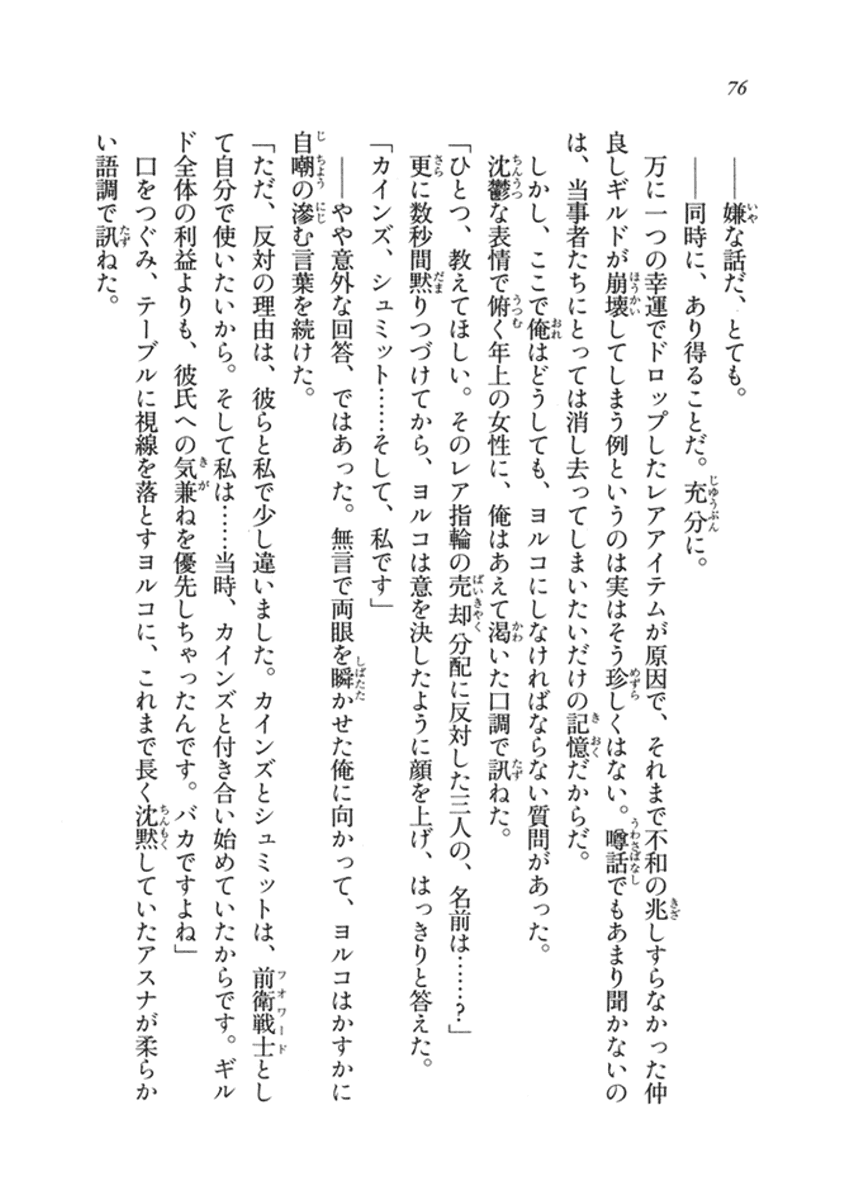 76
――嫌な話だ、とても。
――同時に、あり得ることだ。充分に。
万に一つの幸運でドロップしたレアアイテムが原因で、それまで不和の兆しすらなかった仲
良しギルドが崩壊してしまう例というのは実はそう珍しくはない。噂話でもあまり聞かないの
は、当事者たちにとっては消し去ってしまいたいだけの記憶だからだ。
しかし、ここで俺はどうしても、ヨルコにしなければならない質問があった。
沈鬱な表情で俯く年上の女性に、俺はあえて渇いた口調で訊ねた。
「ひとつ、教えてほしい。そのレア指輪の売却分配に反対した三人の、名前は……？」
更に数秒間黙りつづけてから、ヨルコは意を決したように顔を上げ、はっきりと答えた。
「カインズ、シュミット……そして、私です」
――やや意外な回答、ではあった。無言で両眼を瞬かせた俺に向かって、ヨルコはかすかに
自嘲の滲む言葉を続けた。
「ただ、反対の理由は、彼らと私で少し違いました。カインズとシュミットは、前衛戦士とし
て自分で使いたいから。そして私は……当時、カインズと付き合い始めていたからです。ギル
ド全体の利益よりも、彼氏への気兼ねを優先しちゃったんです。バカですよね」
口をつぐみ、テーブルに視線を落とすヨルコに、これまで長く沈黙していたアスナが柔らか
い語調で訊ねた。